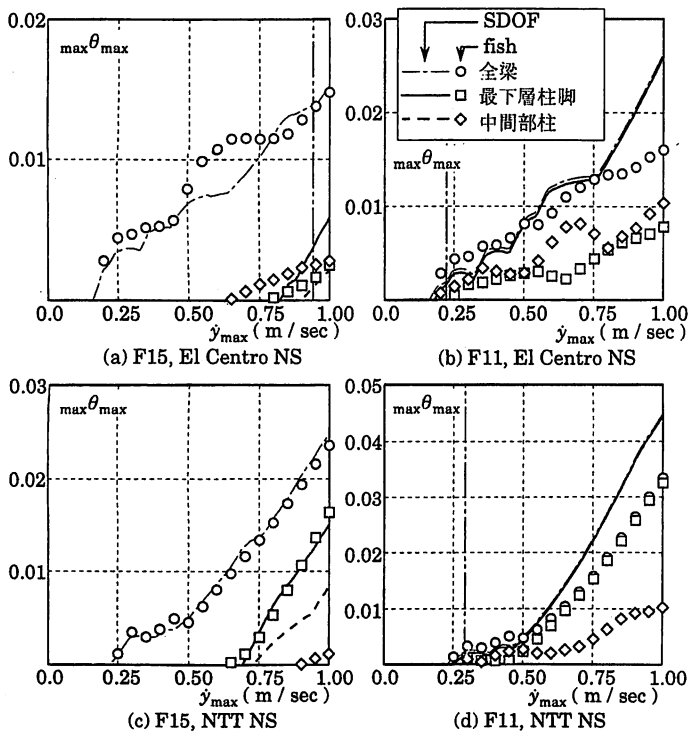 SDOF
fish
全梁
最下層柱脚
中間部柱
0.02
0.01
maxθmax
0 0.25 0.50 0.75 1.00
ẏmax ( m / sec)
(a) F15, El Centro NS
0.03
0.02
0.01
maxθmax
0 0.25 0.50 0.75 1.00
ẏmax ( m / sec)
(b) F11, El Centro NS
0.03
0.02
0.01
maxθmax
0 0.25 0.50 0.75 1.00
ẏmax ( m / sec)
(c) F15, NTT NS
0.05
0.04
0.03
0.02
0.01
maxθmax
0 0.25 0.50 0.75 1.00
ẏmax ( m / sec)
(d) F11, NTT NS